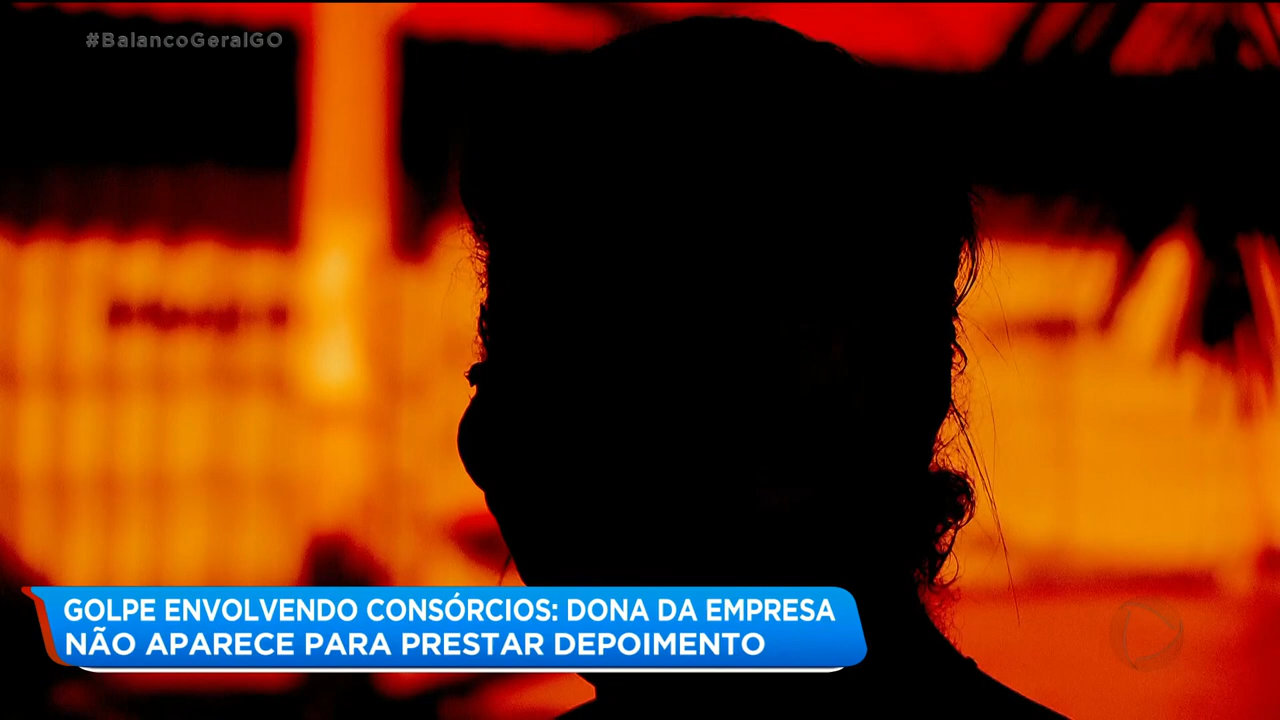 #BalancoGeralGO
GOLPE ENVOLVENDO CONSÓRCIOS: DONA DA EMPRESA
NÃO APARECE PARA PRESTAR DEPOIMENTO